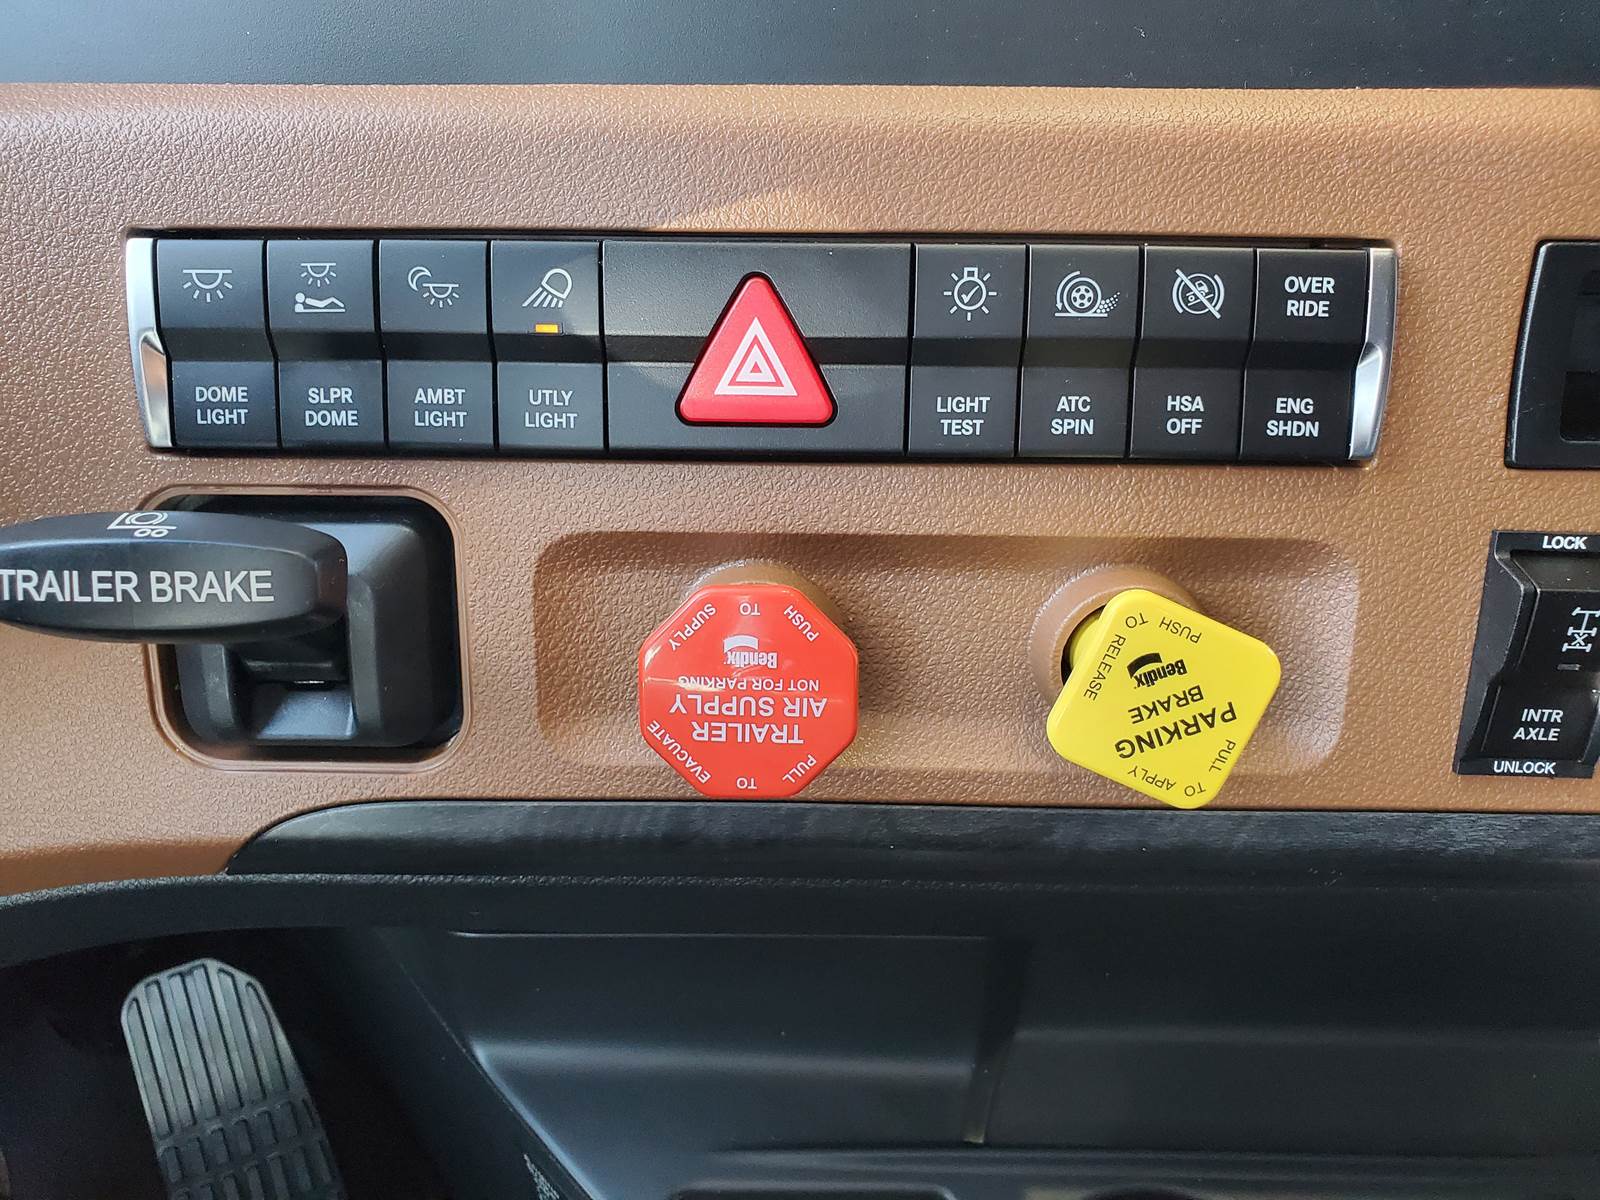 DOME
LIGHT
SLPR
DOME
AMBT
LIGHT
UTLY
LIGHT
LIGHT
TEST
ATC
SPIN
HSA
OFF
OVER
RIDE
ENG
SHDN
TRAILER BRAKE
PULL TO EVACUATE
TRAILER
AIR SUPPLY
NOT FOR PARKING
Bendix
PUSH TO SUPPLY
PULL TO APPLY
PARKING
BRAKE
Bendix
PUSH TO RELEASE
LOCK
INTR
AXLE
UNLOCK